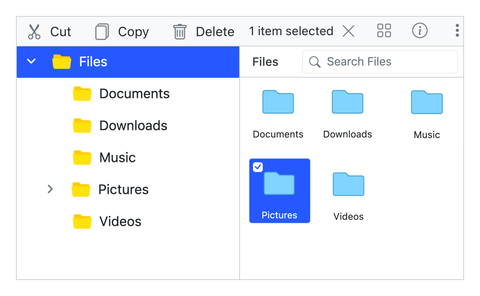 Cut Copy Delete 1 item selected
Files
Documents
Downloads
Music
Pictures
Videos
Files Search Files
Documents Downloads Music
Pictures Videos